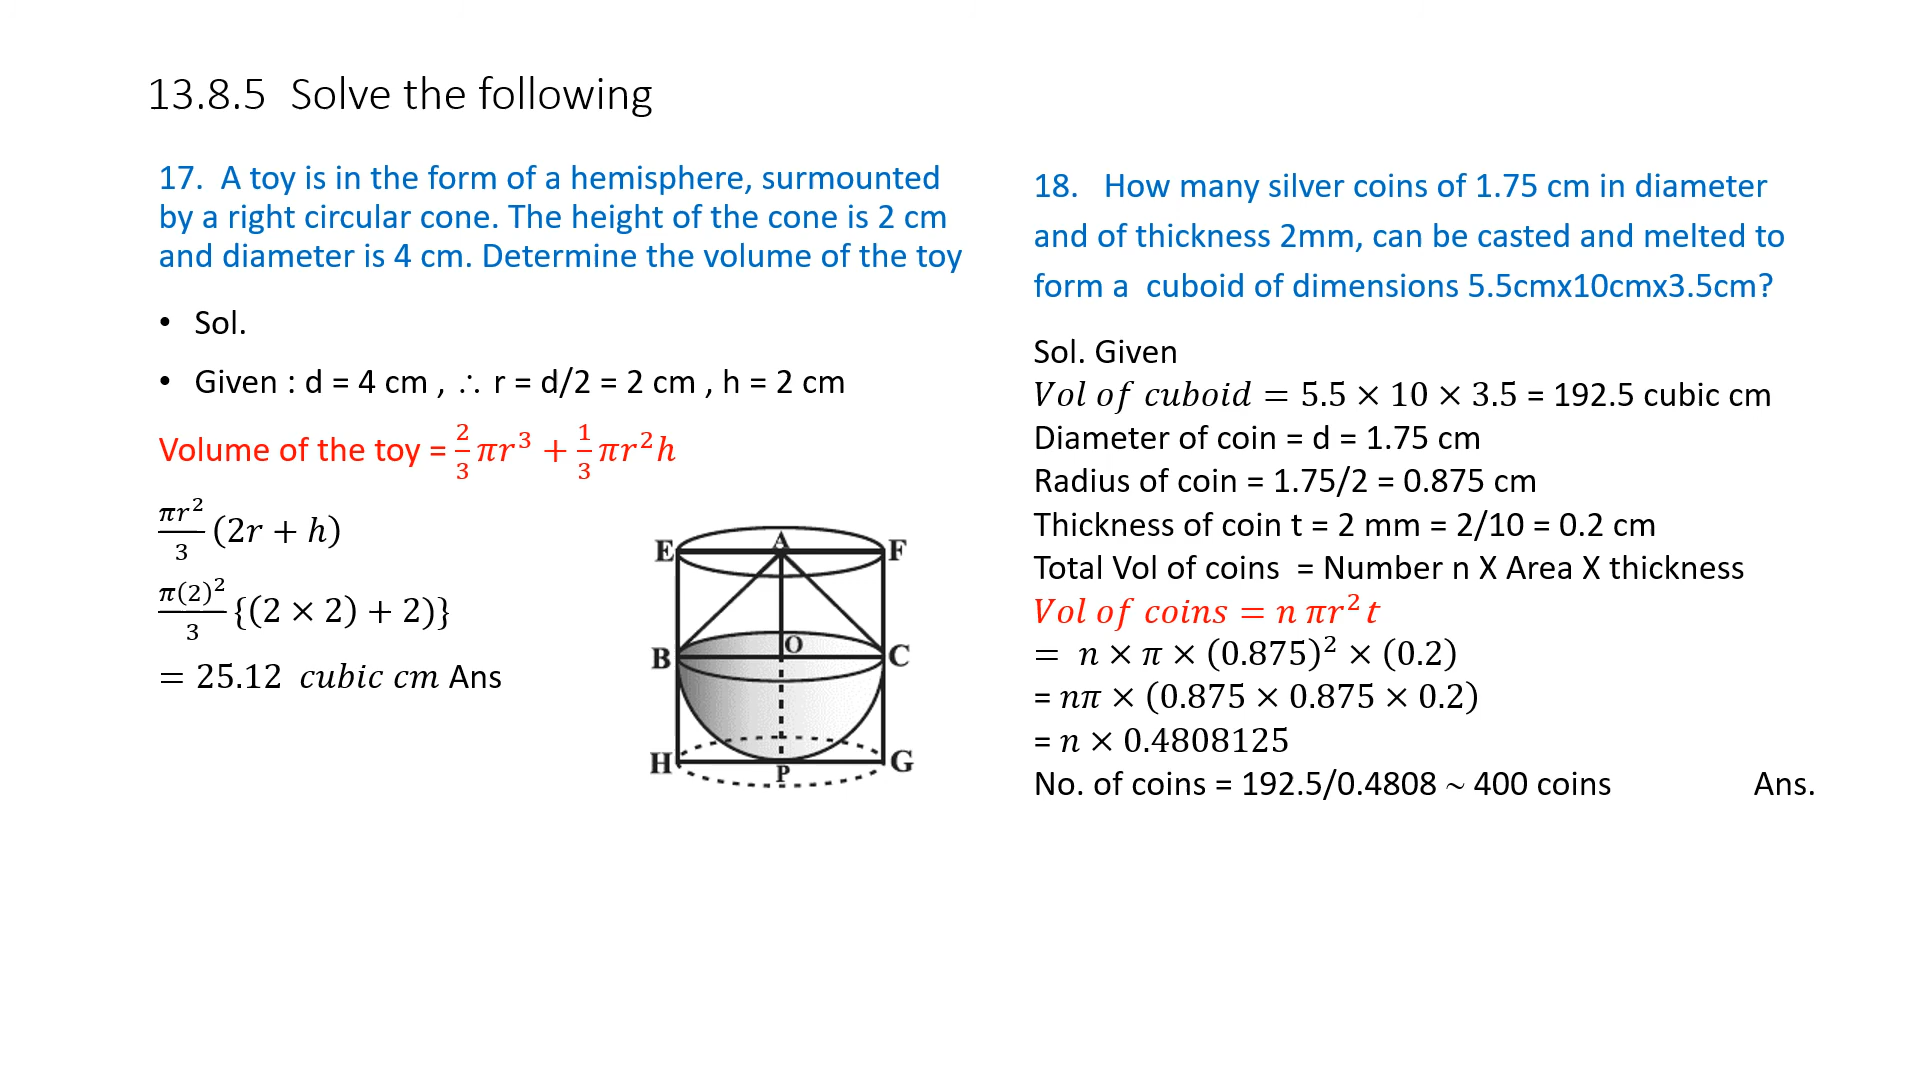 13.8.5 Solve the following
17. A toy is in the form of a hemisphere, surmounted
by a right circular cone. The height of the cone is 2 cm
and diameter is 4 cm. Determine the volume of the toy
• Sol.
• Given : d = 4 cm , ∴ r = d/2 = 2 cm , h = 2 cm
Volume of the toy = 2/3 πr³ + 1/3 πr²h
πr²/3 (2r + h)
π(2)²/3 {(2 × 2) + 2)}
= 25.12 cubic cm Ans
E A F
B O C
H P G
18. How many silver coins of 1.75 cm in diameter
and of thickness 2mm, can be casted and melted to
form a cuboid of dimensions 5.5cmx10cmx3.5cm?
Sol. Given
Vol of cuboid = 5.5 × 10 × 3.5 = 192.5 cubic cm
Diameter of coin = d = 1.75 cm
Radius of coin = 1.75/2 = 0.875 cm
Thickness of coin t = 2 mm = 2/10 = 0.2 cm
Total Vol of coins = Number n X Area X thickness
Vol of coins = n πr²t
= n × π × (0.875)² × (0.2)
= nπ × (0.875 × 0.875 × 0.2)
= n × 0.4808125
No. of coins = 192.5/0.4808 ~ 400 coins Ans.